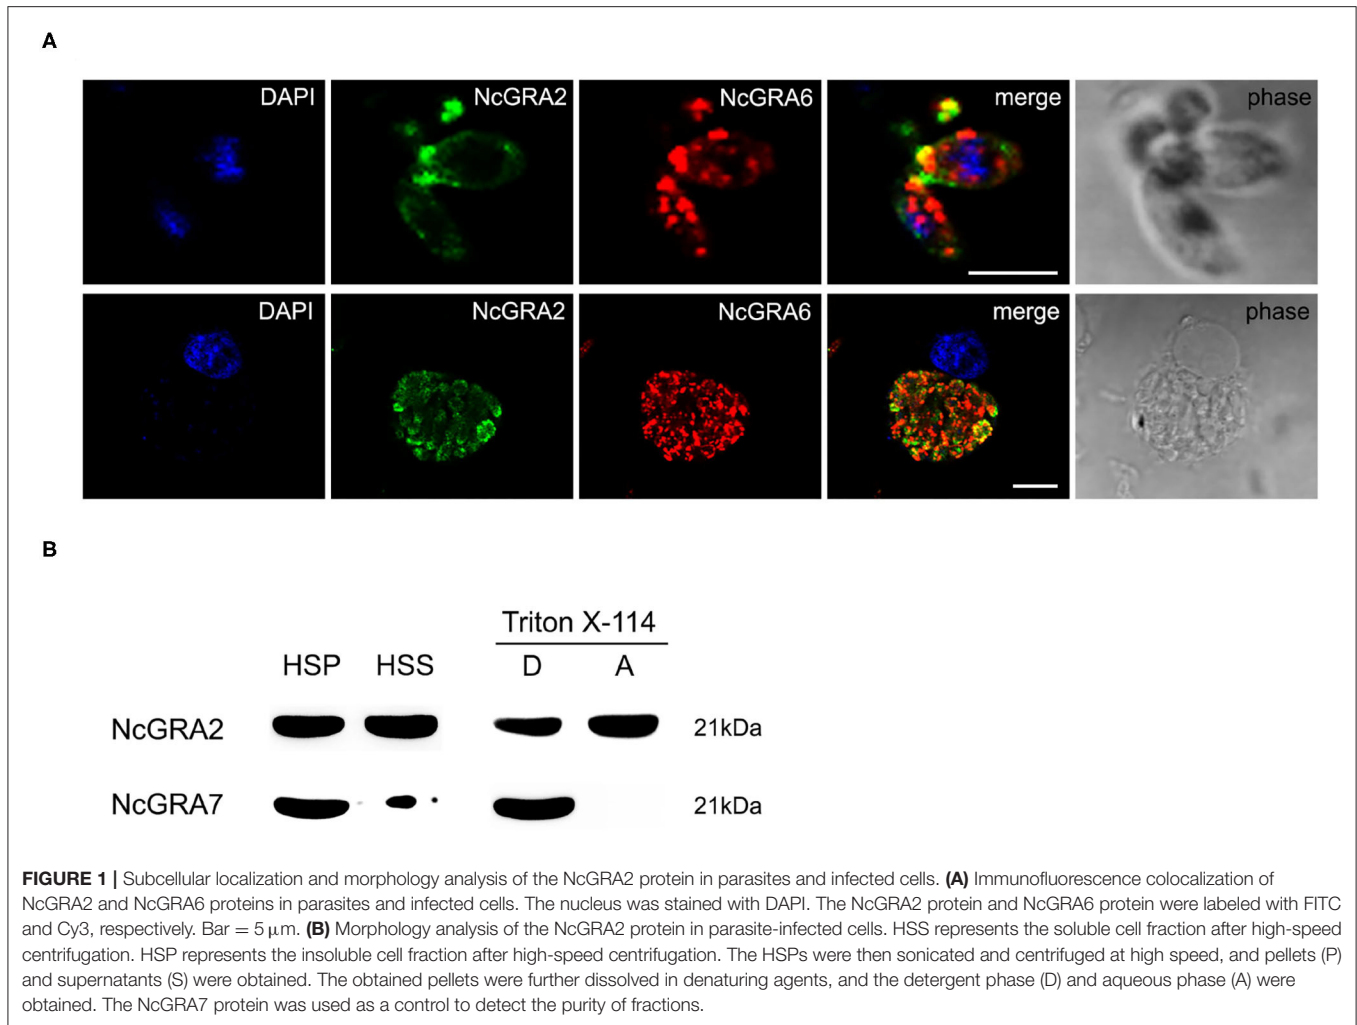 A
DAPI NcGRA2 NcGRA6 merge phase
DAPI NcGRA2 NcGRA6 merge phase
B
Triton X-114
HSP HSS D A
NcGRA2 21kDa
NcGRA7 21kDa
FIGURE 1 | Subcellular localization and morphology analysis of the NcGRA2 protein in parasites and infected cells. (A) Immunofluorescence colocalization of
NcGRA2 and NcGRA6 proteins in parasites and infected cells. The nucleus was stained with DAPI. The NcGRA2 protein and NcGRA6 protein were labeled with FITC
and Cy3, respectively. Bar = 5 μm. (B) Morphology analysis of the NcGRA2 protein in parasite-infected cells. HSS represents the soluble cell fraction after high-speed
centrifugation. HSP represents the insoluble cell fraction after high-speed centrifugation. The HSPs were then sonicated and centrifuged at high speed, and pellets (P)
and supernatants (S) were obtained. The obtained pellets were further dissolved in denaturing agents, and the detergent phase (D) and aqueous phase (A) were
obtained. The NcGRA7 protein was used as a control to detect the purity of fractions.